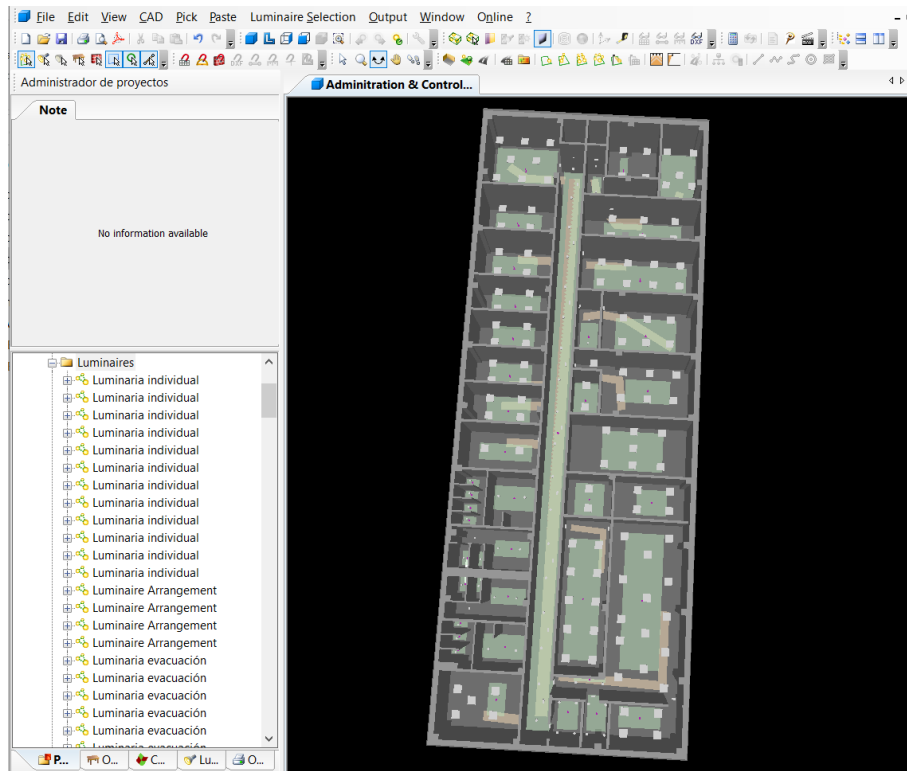 File Edit View CAD Pick Paste Luminaire Selection Output Window Online ?
Administrador de proyectos
Adminitration & Control...
Note
No information available
Luminaires
Luminaria individual
Luminaria individual
Luminaria individual
Luminaria individual
Luminaria individual
Luminaria individual
Luminaria individual
Luminaria individual
Luminaria individual
Luminaria individual
Luminaria individual
Luminaria individual
Luminaire Arrangement
Luminaire Arrangement
Luminaire Arrangement
Luminaire Arrangement
Luminaria evacuación
Luminaria evacuación
Luminaria evacuación
Luminaria evacuación
Luminaria evacuación
Luminaria evacuación
P... O... C... Lu... O...